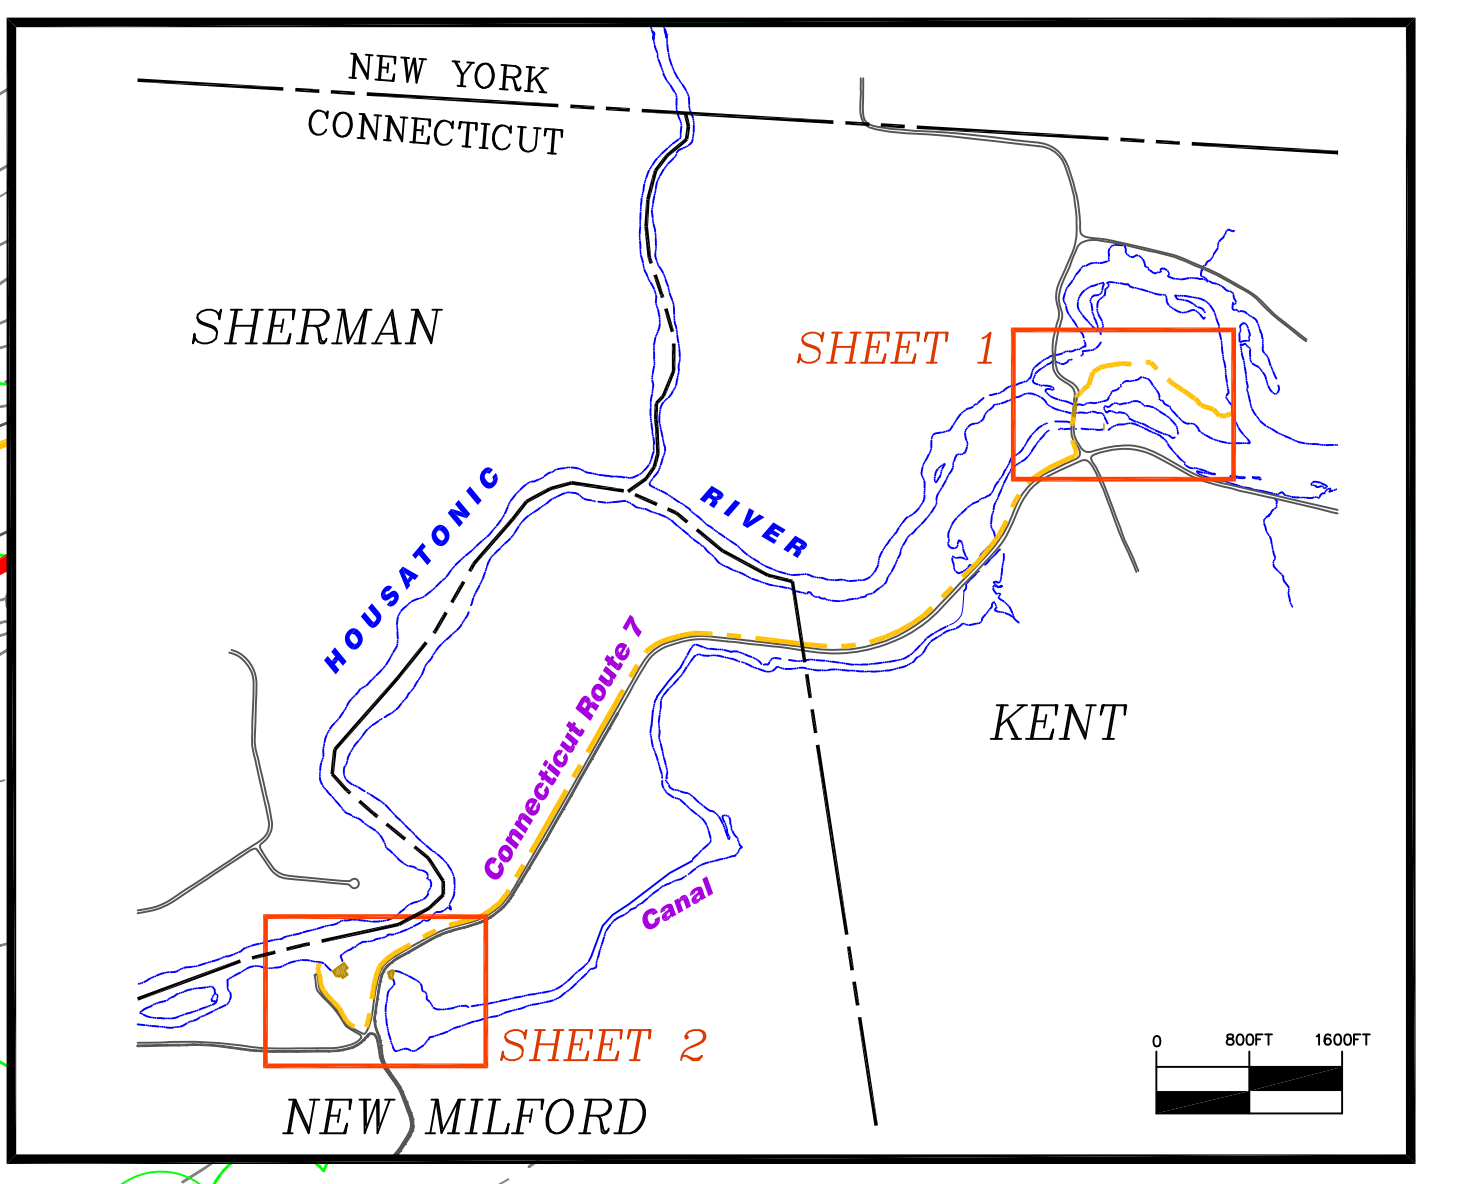 NEW YORK
CONNECTICUT
SHERMAN
SHEET 1
HOUSATONIC
RIVER
Connecticut Route 7
KENT
Canal
SHEET 2
0 800FT 1600FT
NEW MILFORD